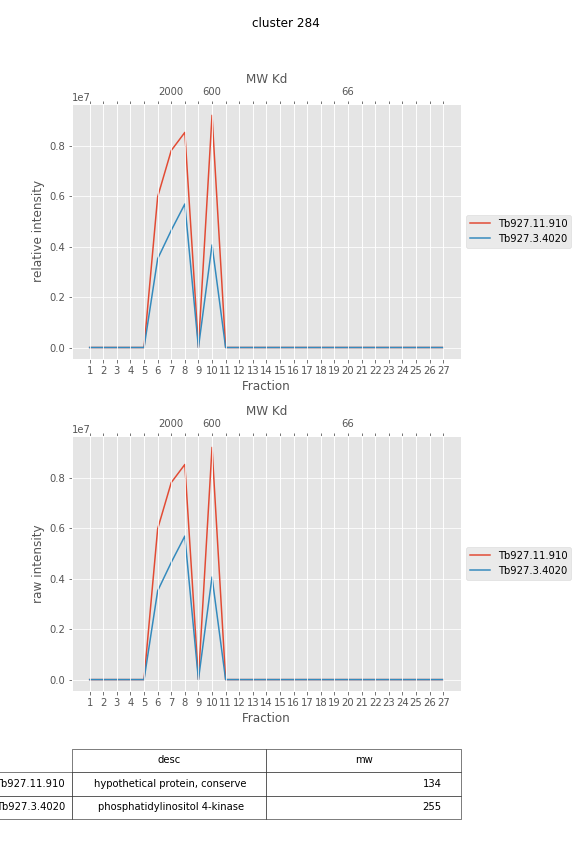 cluster 284
MW Kd
1e7 2000 600 66
0.8
0.6
0.4
0.2
0.0
relative intensity
Tb927.11.910
Tb927.3.4020
1 2 3 4 5 6 7 8 9 10 11 12 13 14 15 16 17 18 19 20 21 22 23 24 25 26 27
Fraction
MW Kd
1e7 2000 600 66
0.8
0.6
0.4
0.2
0.0
raw intensity
Tb927.11.910
Tb927.3.4020
1 2 3 4 5 6 7 8 9 10 11 12 13 14 15 16 17 18 19 20 21 22 23 24 25 26 27
Fraction
desc mw
Tb927.11.910 hypothetical protein, conserve 134
Tb927.3.4020 phosphatidylinositol 4-kinase 255